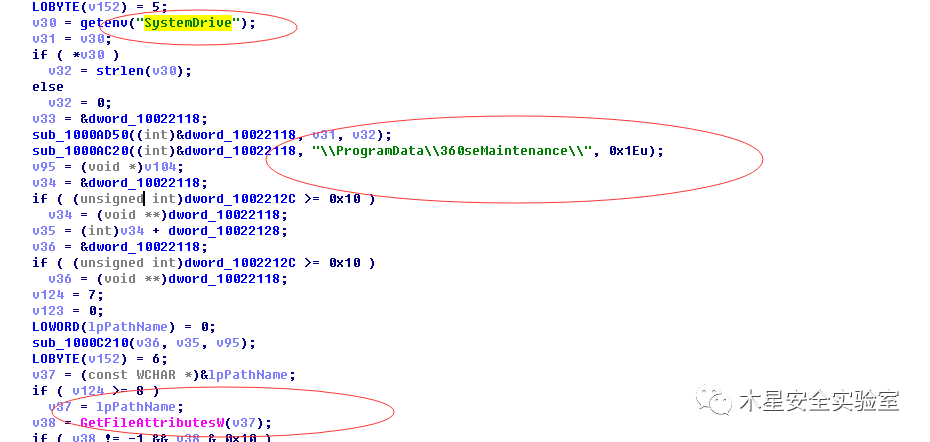 LOBYTE(v152) = 5;
v30 = getenv("SystemDrive");
v31 = v30;
if ( *v30 )
v32 = strlen(v30);
else
v32 = 0;
v33 = &dword_10022118;
sub_1000AD50((int)&dword_10022118, v31, v32);
sub_1000AC20((int)&dword_10022118, "\\ProgramData\\360seMaintenance\\", 0x1Eu);
v95 = (void *)v104;
v34 = &dword_10022118;
if ( (unsigned int)dword_1002212C >= 0x10 )
v34 = (void **)dword_10022118;
v35 = (int)v34 + dword_10022128;
v36 = &dword_10022118;
if ( (unsigned int)dword_1002212C >= 0x10 )
v36 = (void **)dword_10022118;
v124 = 7;
v123 = 0;
LOWORD(lpPathName) = 0;
sub_1000C210(v36, v35, v95);
LOBYTE(v152) = 6;
v37 = (const WCHAR *)&lpPathName;
if ( v124 >= 8 )
v37 = lpPathName;
v38 = GetFileAttributesW(v37);
if ( v38 != -1 && v38 & 0x10 )
木星安全实验室